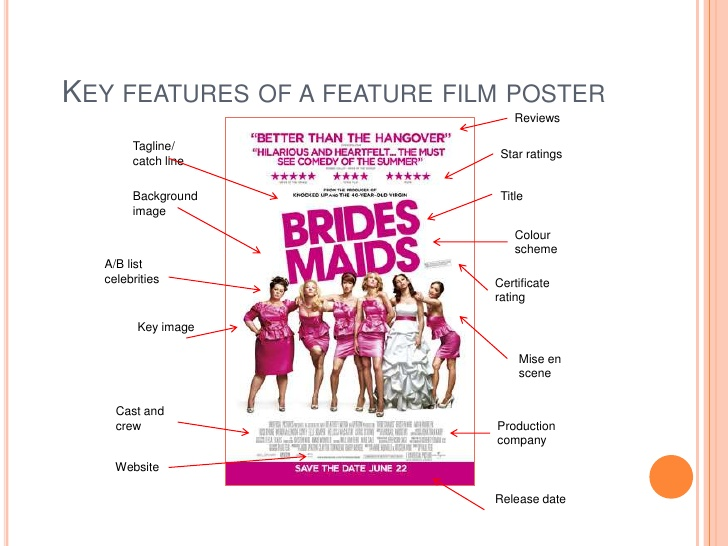 KEY FEATURES OF A FEATURE FILM POSTER
Reviews
Tagline/
catch line
Star ratings
Background
image
Title
Colour
scheme
A/B list
celebrities
Certificate
rating
Key image
Mise en
scene
Cast and
crew
Production
company
Website
Release date
“BETTER THAN THE HANGOVER”
“HILARIOUS AND HEARTFELT... THE MUST
SEE COMEDY OF THE SUMMER”
★★★★★ ★★★★ ★★★★★
FROM THE PRODUCER OF
KNOCKED UP AND THE 40-YEAR-OLD VIRGIN
BRIDES
MAIDS
SAVE THE DATE JUNE 22